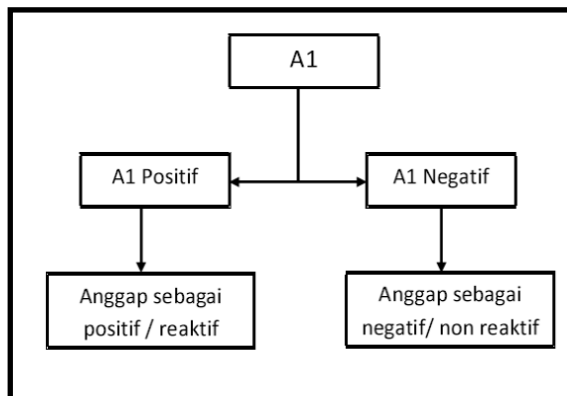 A1
A1 Positif
A1 Negatif
Anggap sebagai
positif / reaktif
Anggap sebagai
negatif/ non reaktif